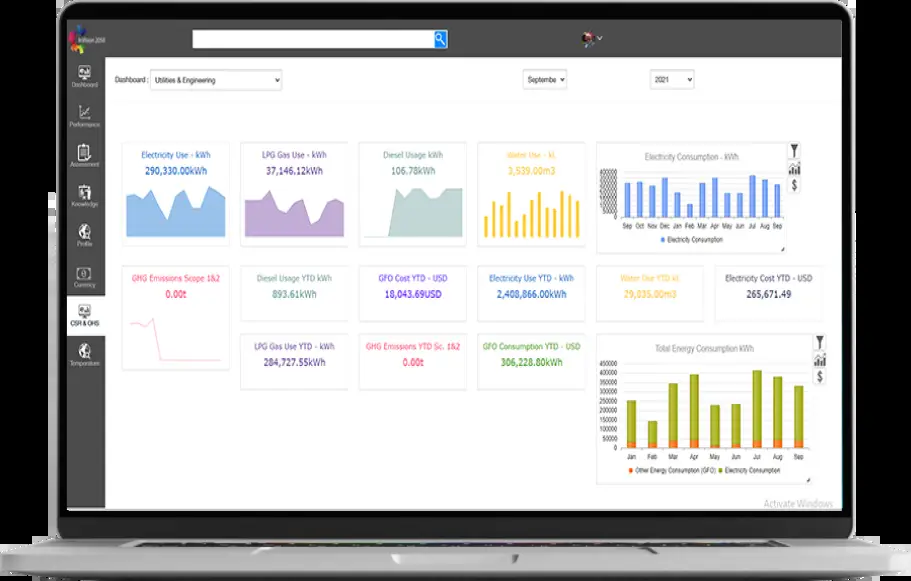 Dashboard : Utilities & Engineering
Septembe
2021
Dashboard
Performance
Assessment
Knowledge
Profile
Currency
CSR & OHS
Temperature
Electricity Use - kWh
290,330.00kWh
LPG Gas Use - kWh
37,146.12kWh
Diesel Usage kWh
106.78kWh
Water Use - kL
3,539.00m3
Electricity Consumption - kWh
400000
300000
200000
100000
50000
0
Sep Oct Nov Dec Jan Feb Mar Apr May Jun Jul Aug Sep
Electricity Consumption
GHG Emissions Scope 1&2
0.00t
Diesel Usage YTD kWh
893.61kWh
GFO Cost YTD - USD
18,043.69USD
Electricity Use YTD - kWh
2,408,866.00kWh
Water Use YTD kL
29,035.00m3
Electricity Cost YTD - USD
265,671.49
LPG Gas Use YTD - kWh
284,727.55kWh
GHG Emissions YTD Sc. 1&2
0.00t
GFO Consumption YTD - USD
306,228.80kWh
Total Energy Consumption kWh
450000
400000
350000
300000
250000
200000
150000
100000
50000
0
Jan Feb Mar Apr May Jun Jul Aug Sep
Other Energy Consumption (GFO) Electricity Consumption
$
$
Activate Windows